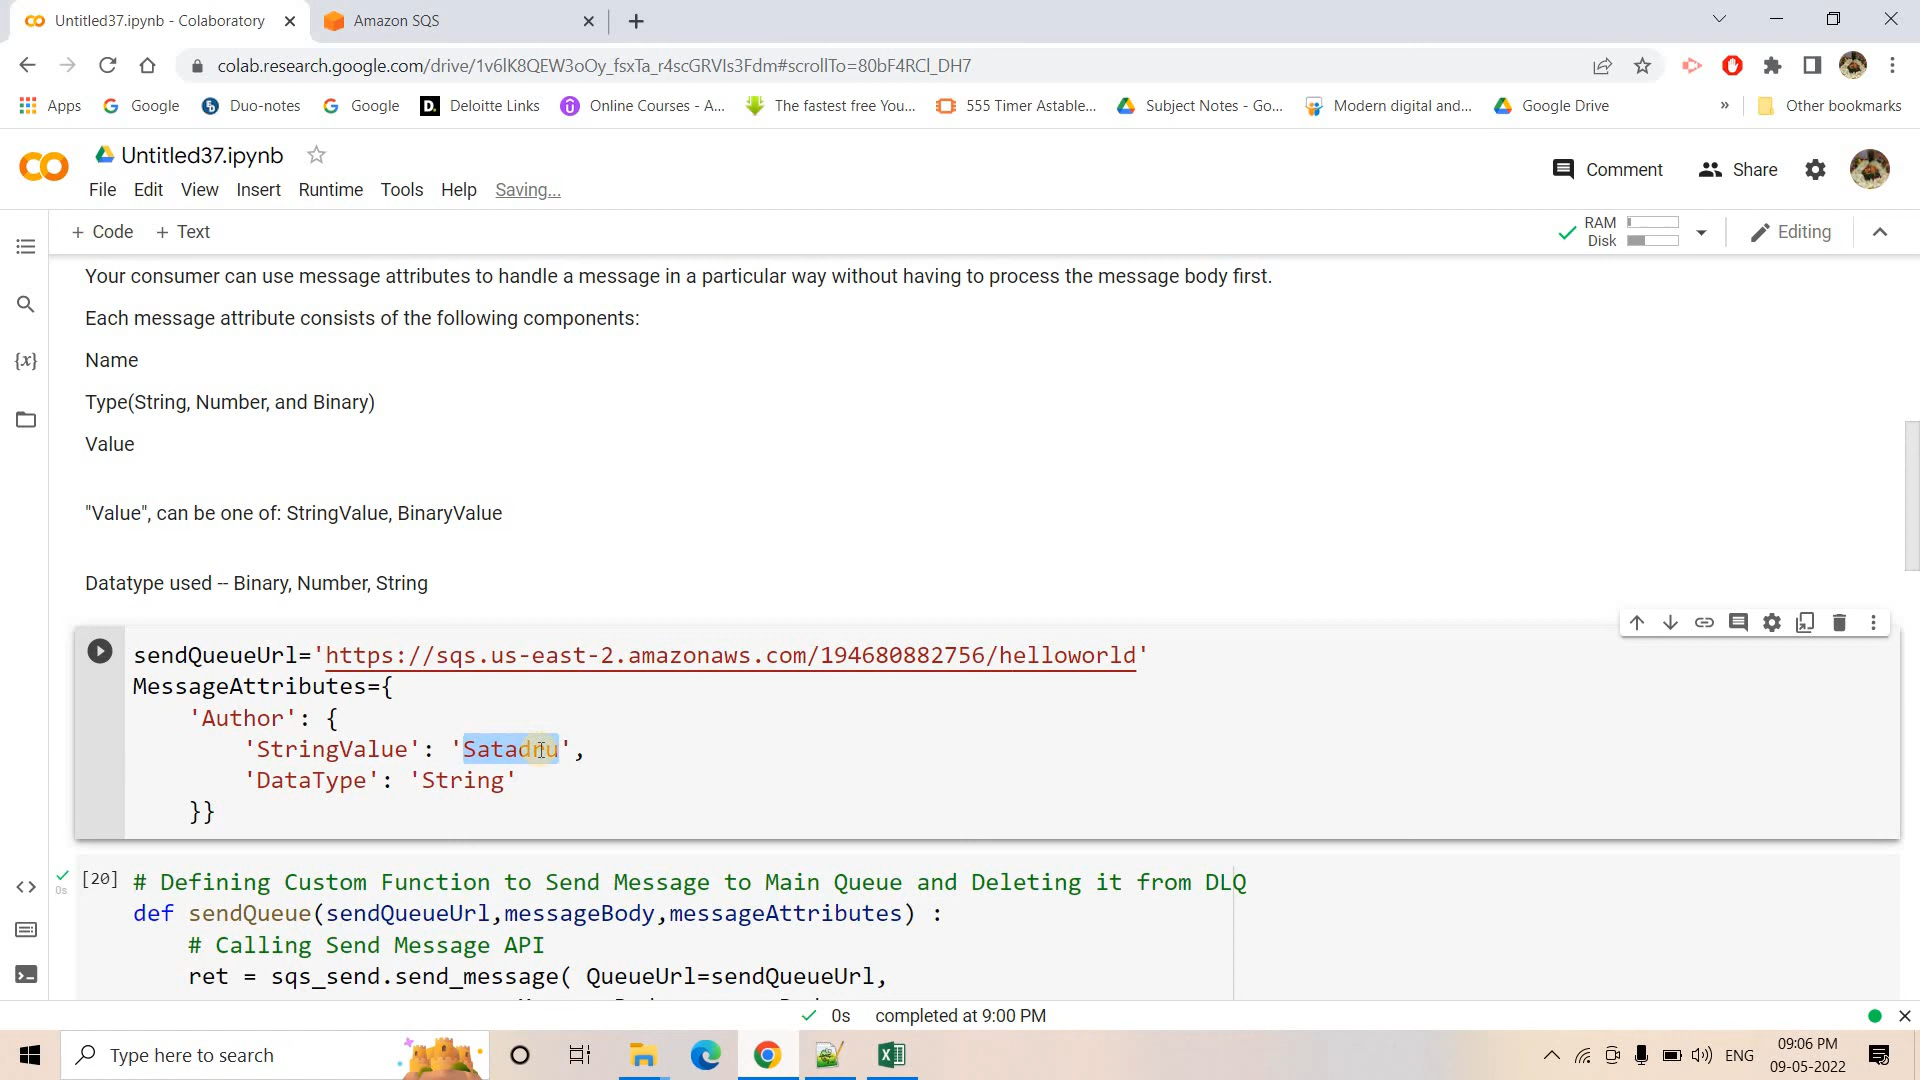 Untitled37.ipynb - Colaboratory
Amazon SQS
colab.research.google.com/drive/1v6lK8QEW3oOy_fsxTa_r4scGRVIs3Fdm#scrollTo=80bF4RCl_DH7
Apps Google Duo-notes Google Deloitte Links Online Courses - A... The fastest free You... 555 Timer Astable... Subject Notes - Go... Modern digital and... Google Drive » Other bookmarks
Untitled37.ipynb
Comment Share
File Edit View Insert Runtime Tools Help Saving...
+ Code + Text
RAM
Disk
Editing
Your consumer can use message attributes to handle a message in a particular way without having to process the message body first.
Each message attribute consists of the following components:
Name
Type(String, Number, and Binary)
Value
"Value", can be one of: StringValue, BinaryValue
Datatype used -- Binary, Number, String
sendQueueUrl='https://sqs.us-east-2.amazonaws.com/194680882756/helloworld'
MessageAttributes={
'Author': {
'StringValue': 'Satadru',
'DataType': 'String'
}}
[20] # Defining Custom Function to Send Message to Main Queue and Deleting it from DLQ
0s
def sendQueue(sendQueueUrl,messageBody,messageAttributes) :
# Calling Send Message API
ret = sqs_send.send_message( QueueUrl=sendQueueUrl,
0s completed at 9:00 PM
Type here to search
ENG
09:06 PM
09-05-2022